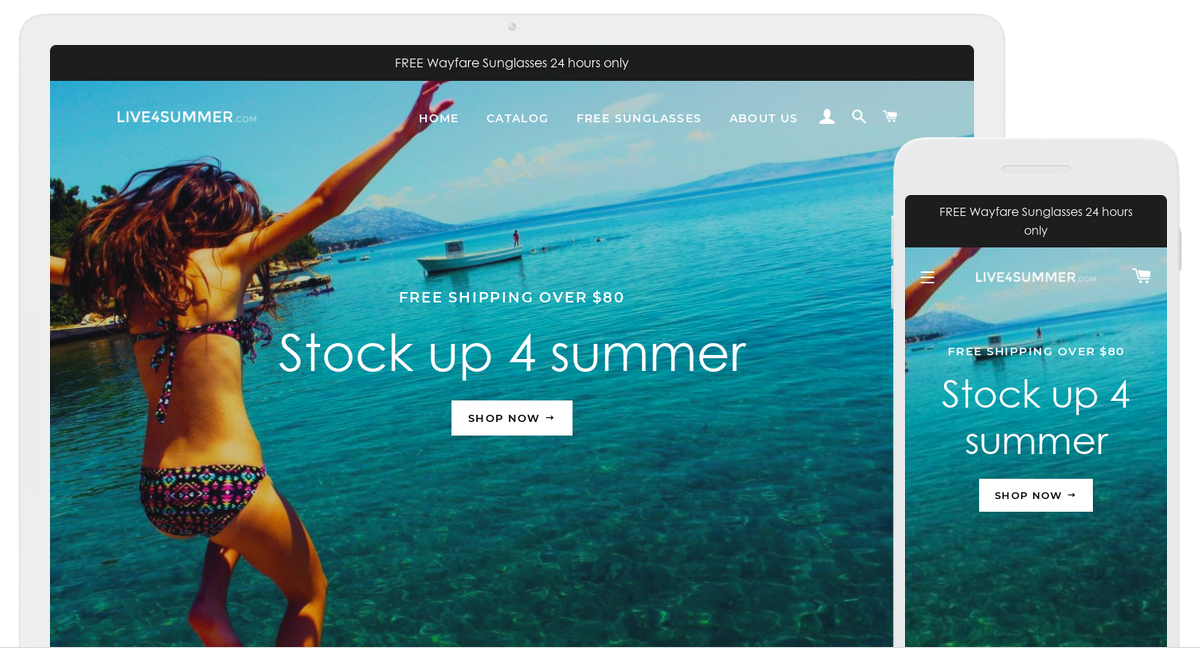 FREE Wayfare Sunglasses 24 hours only
LIVE4SUMMER.COM
HOME CATALOG FREE SUNGLASSES ABOUT US
FREE SHIPPING OVER $80
Stock up 4 summer
SHOP NOW →
FREE Wayfare Sunglasses 24 hours
only
LIVE4SUMMER.COM
FREE SHIPPING OVER $80
Stock up 4
summer
SHOP NOW →